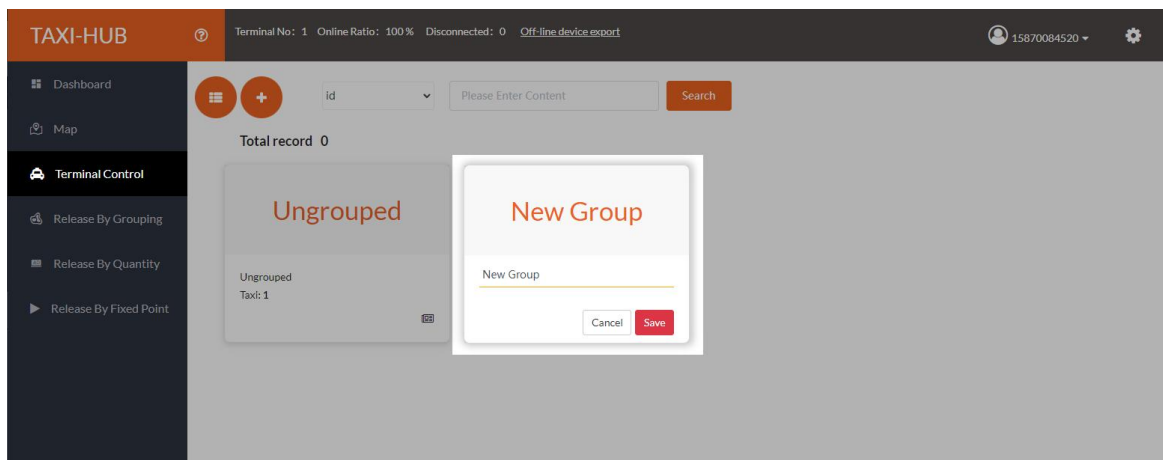 TAXI-HUB
Terminal No: 1 Online Ratio: 100% Disconnected: 0 Off-line device export
15870084520
Dashboard
Map
Terminal Control
Release By Grouping
Release By Quantity
Release By Fixed Point
id
Please Enter Content
Search
Total record 0
Ungrouped
Ungrouped
Taxi: 1
New Group
New Group
Cancel
Save